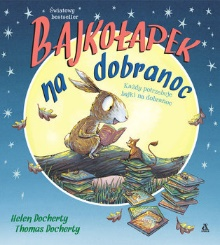 Światowy
bestseller
BAJKOŁAPEK
na dobranoc
Każdy potrzebuje
bajki na dobranoc
Helen Docherty
Thomas Docherty